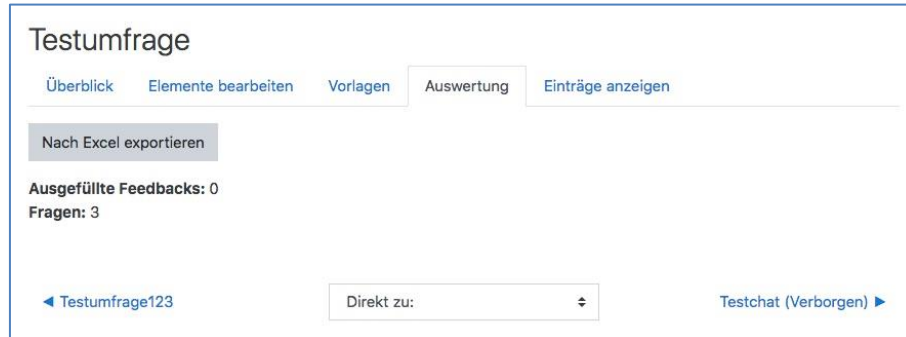 Testumfrage
Überblick Elemente bearbeiten Vorlagen Auswertung Einträge anzeigen
Nach Excel exportieren
Ausgefüllte Feedbacks: 0
Fragen: 3
◀ Testumfrage123 Direkt zu: Testchat (Verborgen) ▶